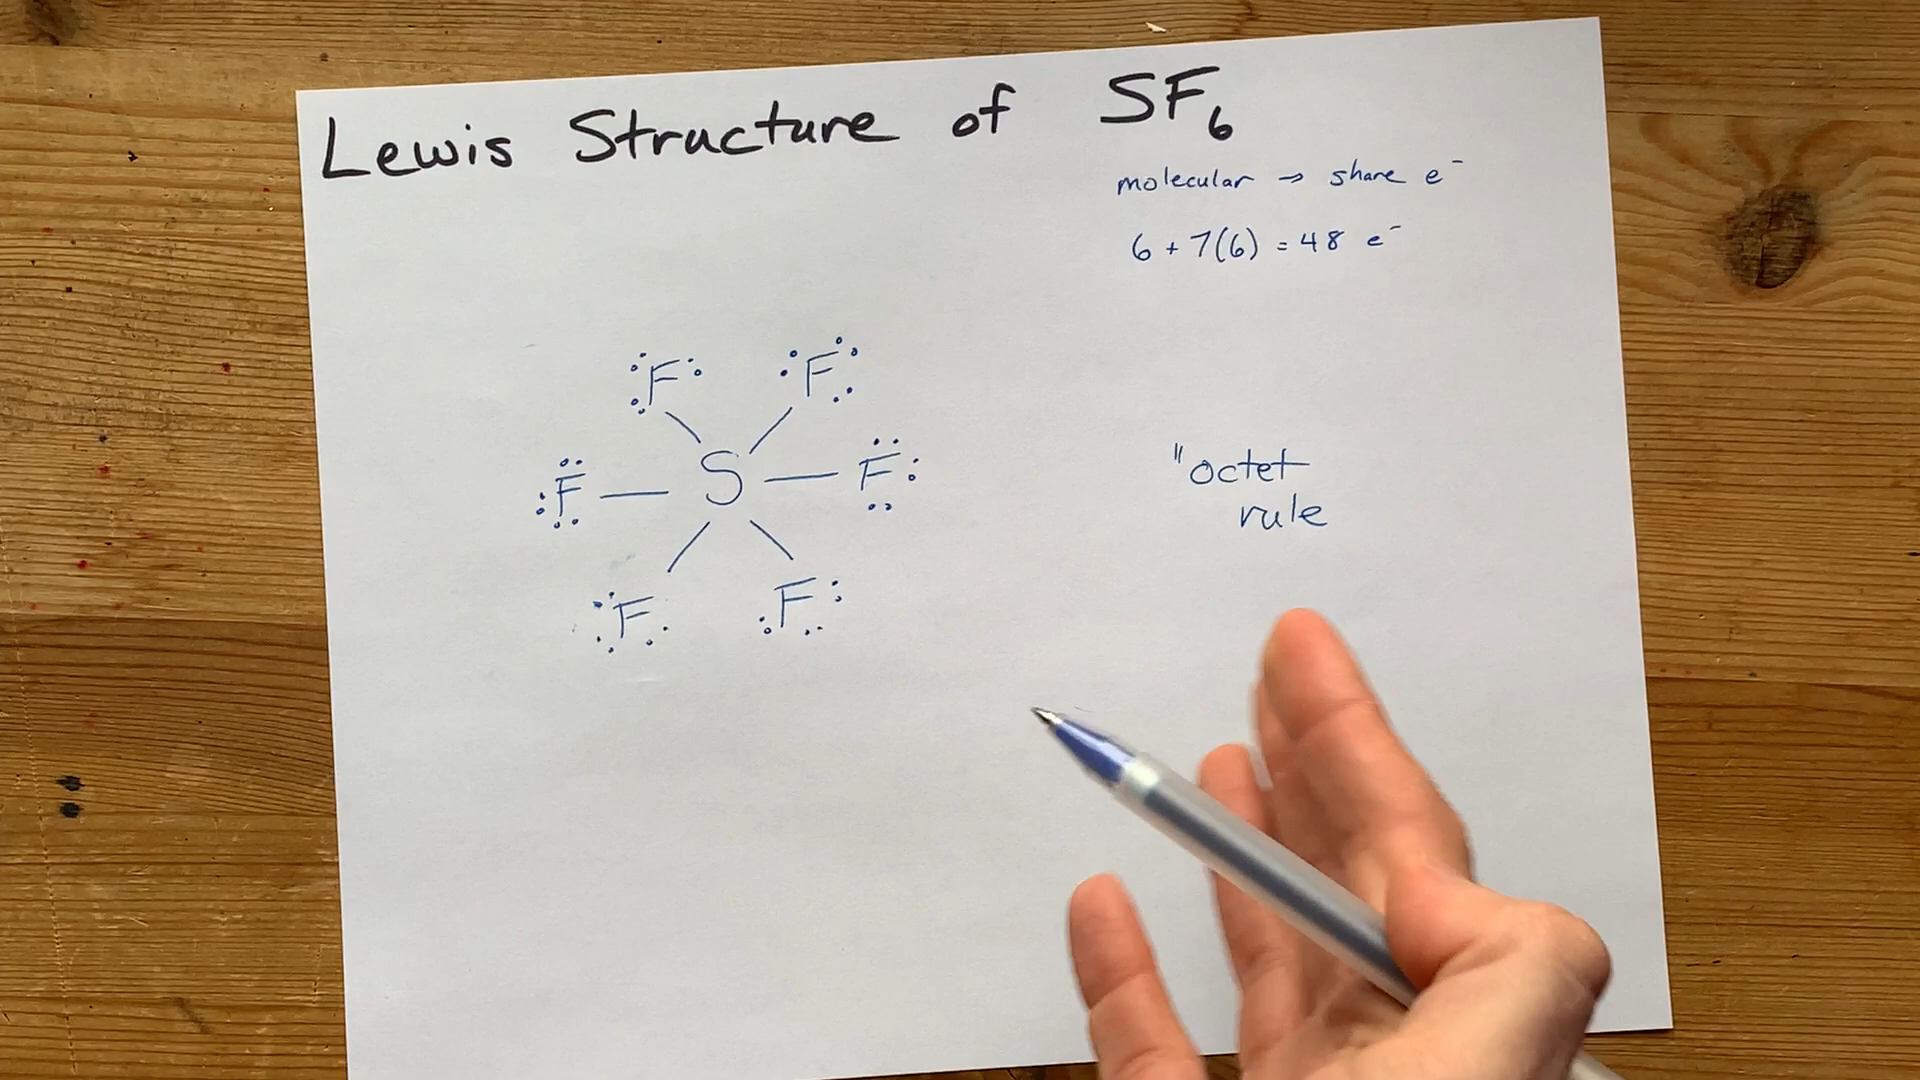 Lewis Structure of SF₆
molecular → share e⁻
6 + 7(6) = 48 e⁻
F F
F S F
F F
"octet
rule